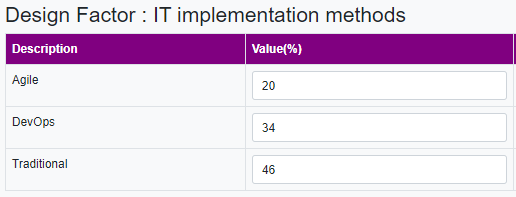 Design Factor : IT implementation methods
Description Value(%)
Agile 20
DevOps 34
Traditional 46